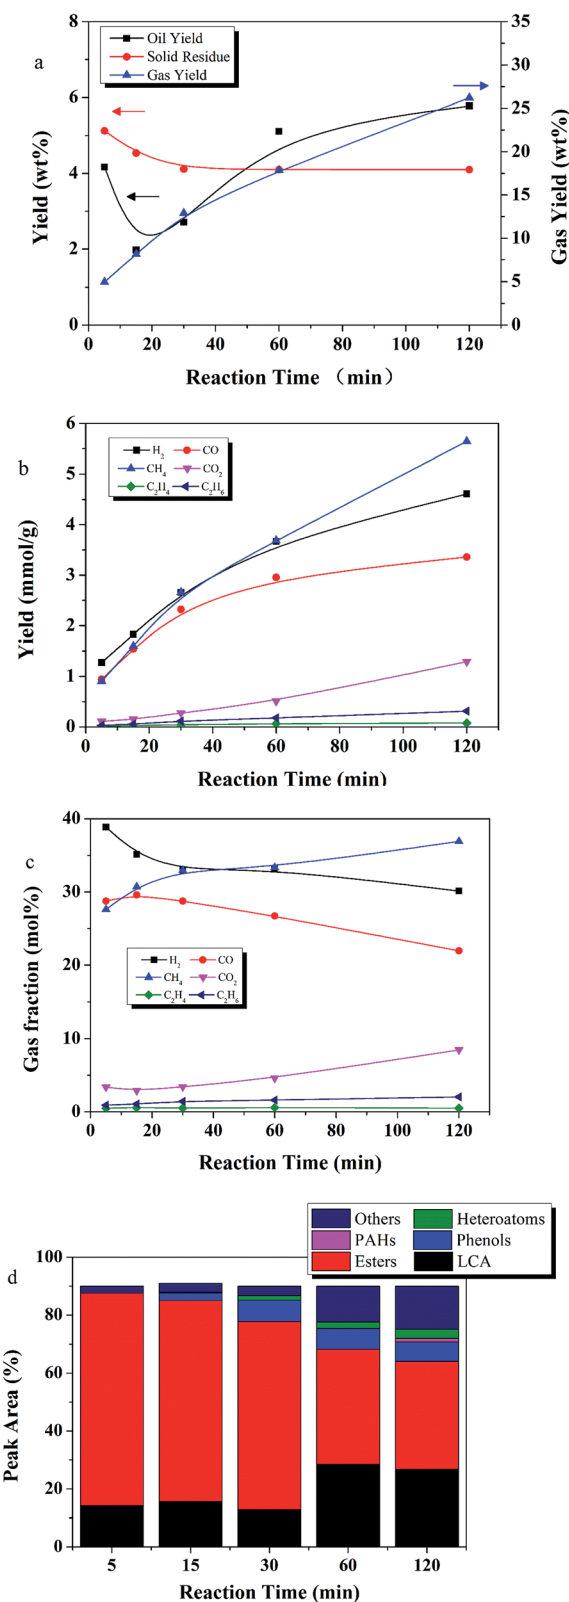 a
Oil Yield
Solid Residue
Gas Yield
Yield (wt%)
Gas Yield (wt%)
8
6
4
2
0
35
30
25
20
15
10
5
0
0 20 40 60 80 100 120
Reaction Time （min）
b
H2 CO
CH4 CO2
C2H4 C2H6
Yield (mmol/g)
6
5
4
3
2
1
0
0 20 40 60 80 100 120
Reaction Time (min)
c
H2 CO
CH4 CO2
C2H4 C2H6
Gas fraction (mol%)
40
30
20
10
0
0 20 40 60 80 100 120
Reaction Time (min)
d
Others Heteroatoms
PAHs Phenols
Esters LCA
Peak Area (%)
100
80
60
40
20
0
5 15 30 60 120
Reaction Time (min)